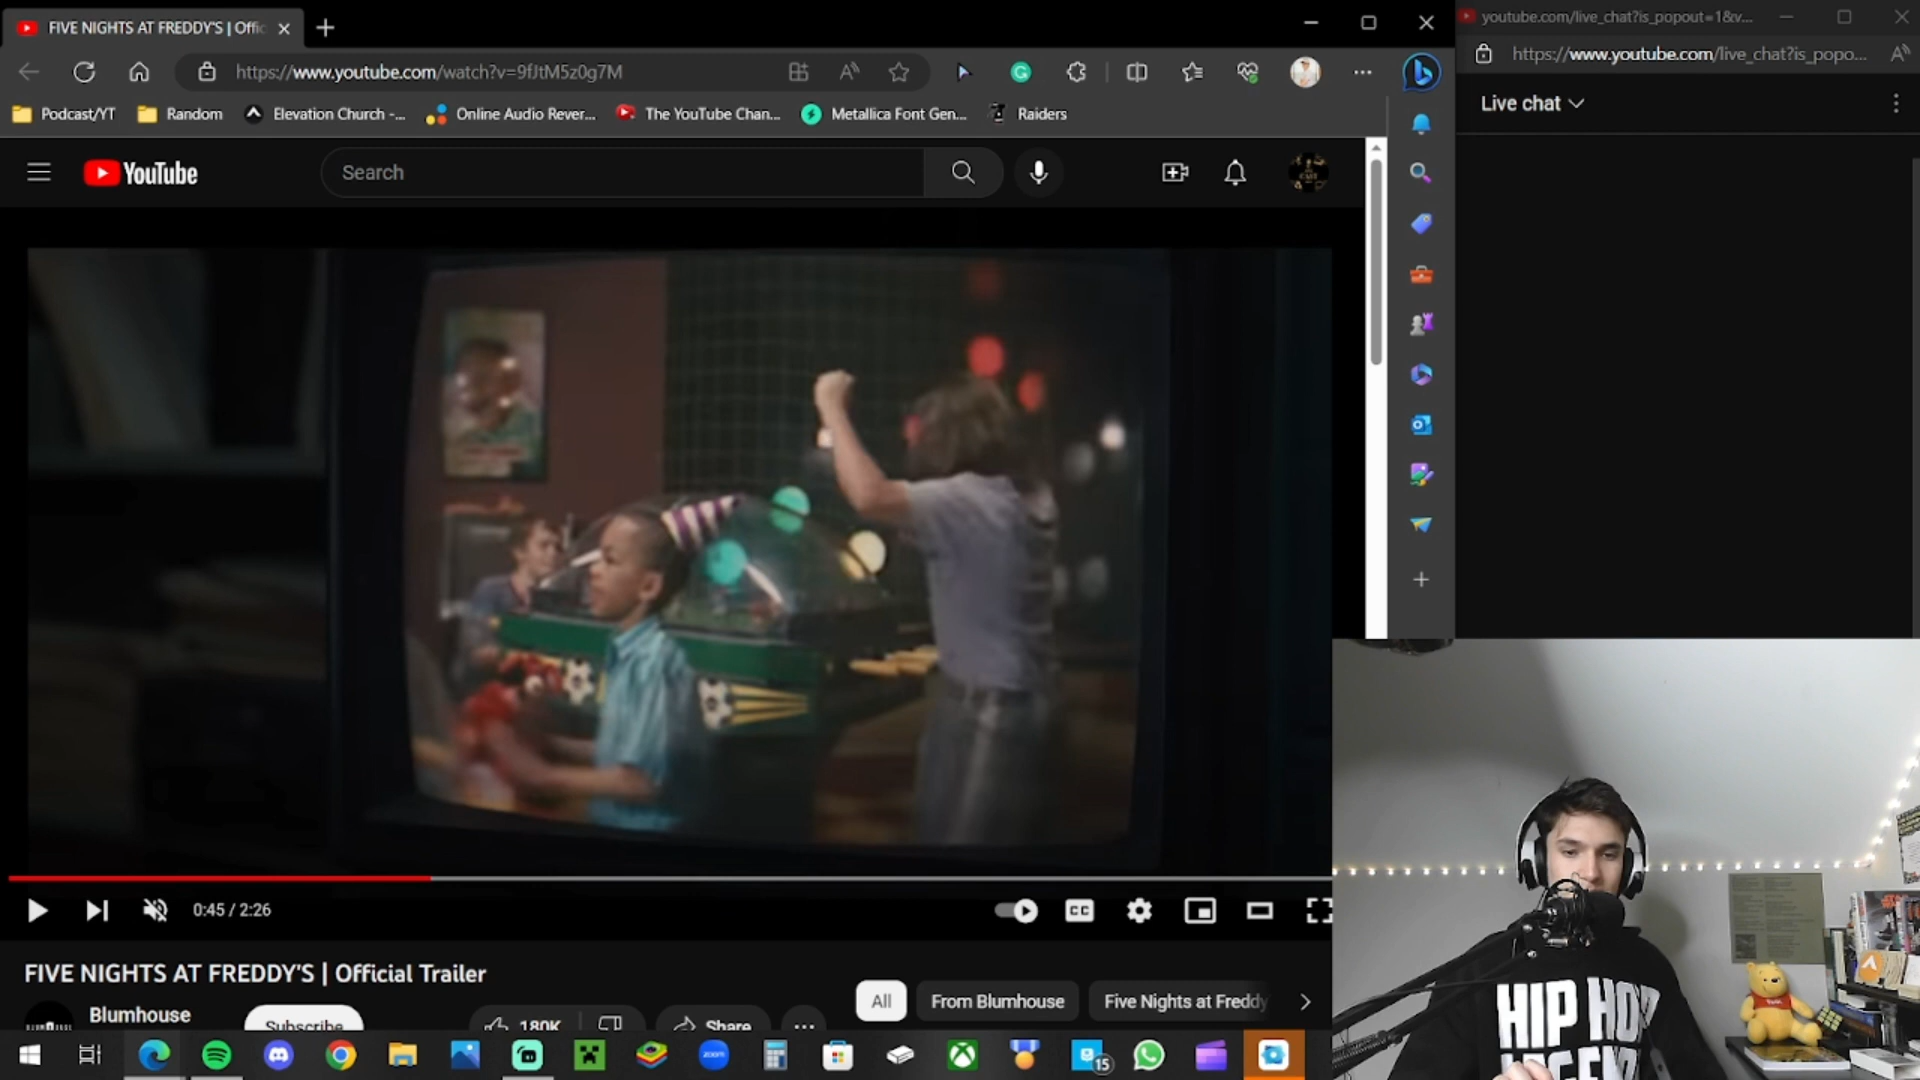 FIVE NIGHTS AT FREDDY'S | Offic
youtube.com/live_chat?is_popout=1&v...
https://www.youtube.com/watch?v=9fJtM5z0g7M
https://www.youtube.com/live_chat?is_popo...
Podcast/YT
Random
Elevation Church -...
Online Audio Rever...
The YouTube Chan...
Metallica Font Gen...
Raiders
Live chat
YouTube
Search
0:45 / 2:26
CC
FIVE NIGHTS AT FREDDY'S | Official Trailer
Blumhouse
Subscribe
180K
Share
All
From Blumhouse
Five Nights at Freddy
zoom
15
HIP HO
LEGEN